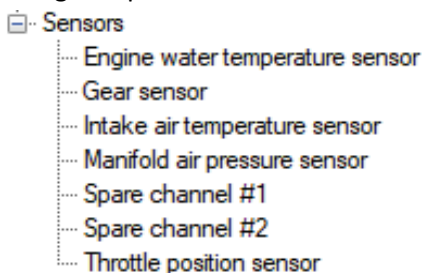 Sensors
Engine water temperature sensor
Gear sensor
Intake air temperature sensor
Manifold air pressure sensor
Spare channel #1
Spare channel #2
Throttle position sensor